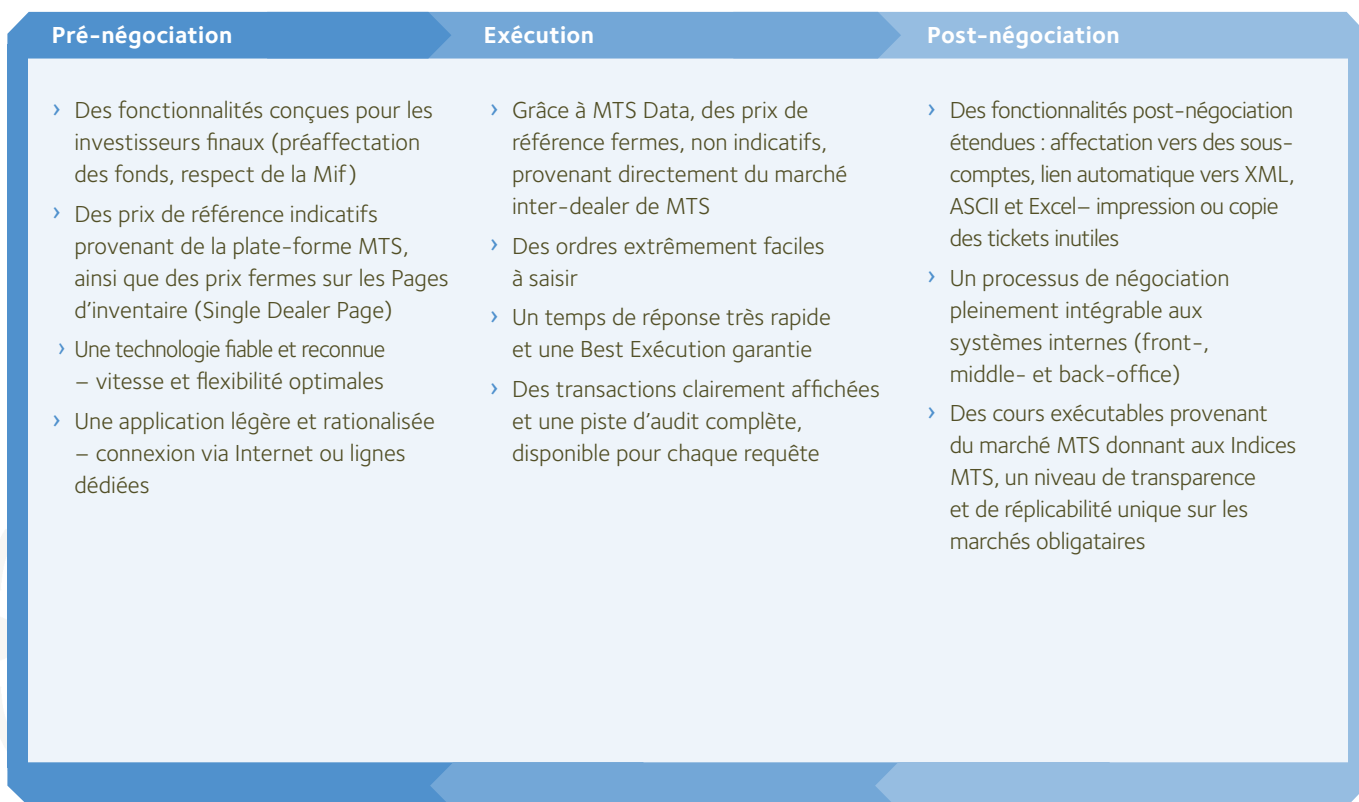 Pré-négociation
› Des fonctionnalités conçues pour les
investisseurs finaux (préaffectation
des fonds, respect de la Mif)
› Des prix de référence indicatifs
provenant de la plate-forme MTS,
ainsi que des prix fermes sur les Pages
d’inventaire (Single Dealer Page)
› Une technologie fiable et reconnue
– vitesse et flexibilité optimales
› Une application légère et rationalisée
– connexion via Internet ou lignes
dédiées
Exécution
› Grâce à MTS Data, des prix de
référence fermes, non indicatifs,
provenant directement du marché
inter-dealer de MTS
› Des ordres extrêmement faciles
à saisir
› Un temps de réponse très rapide
et une Best Exécution garantie
› Des transactions clairement affichées
et une piste d’audit complète,
disponible pour chaque requête
Post-négociation
› Des fonctionnalités post-négociation
étendues : affectation vers des sous-
comptes, lien automatique vers XML,
ASCII et Excel– impression ou copie
des tickets inutiles
› Un processus de négociation
pleinement intégrable aux
systèmes internes (front-,
middle- et back-office)
› Des cours exécutables provenant
du marché MTS donnant aux Indices
MTS, un niveau de transparence
et de réplicabilité unique sur les
marchés obligataires